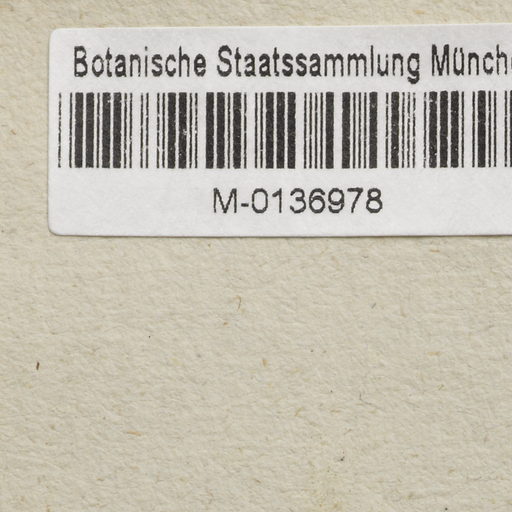 Botanische Staatssammlung Münch
M-0136978